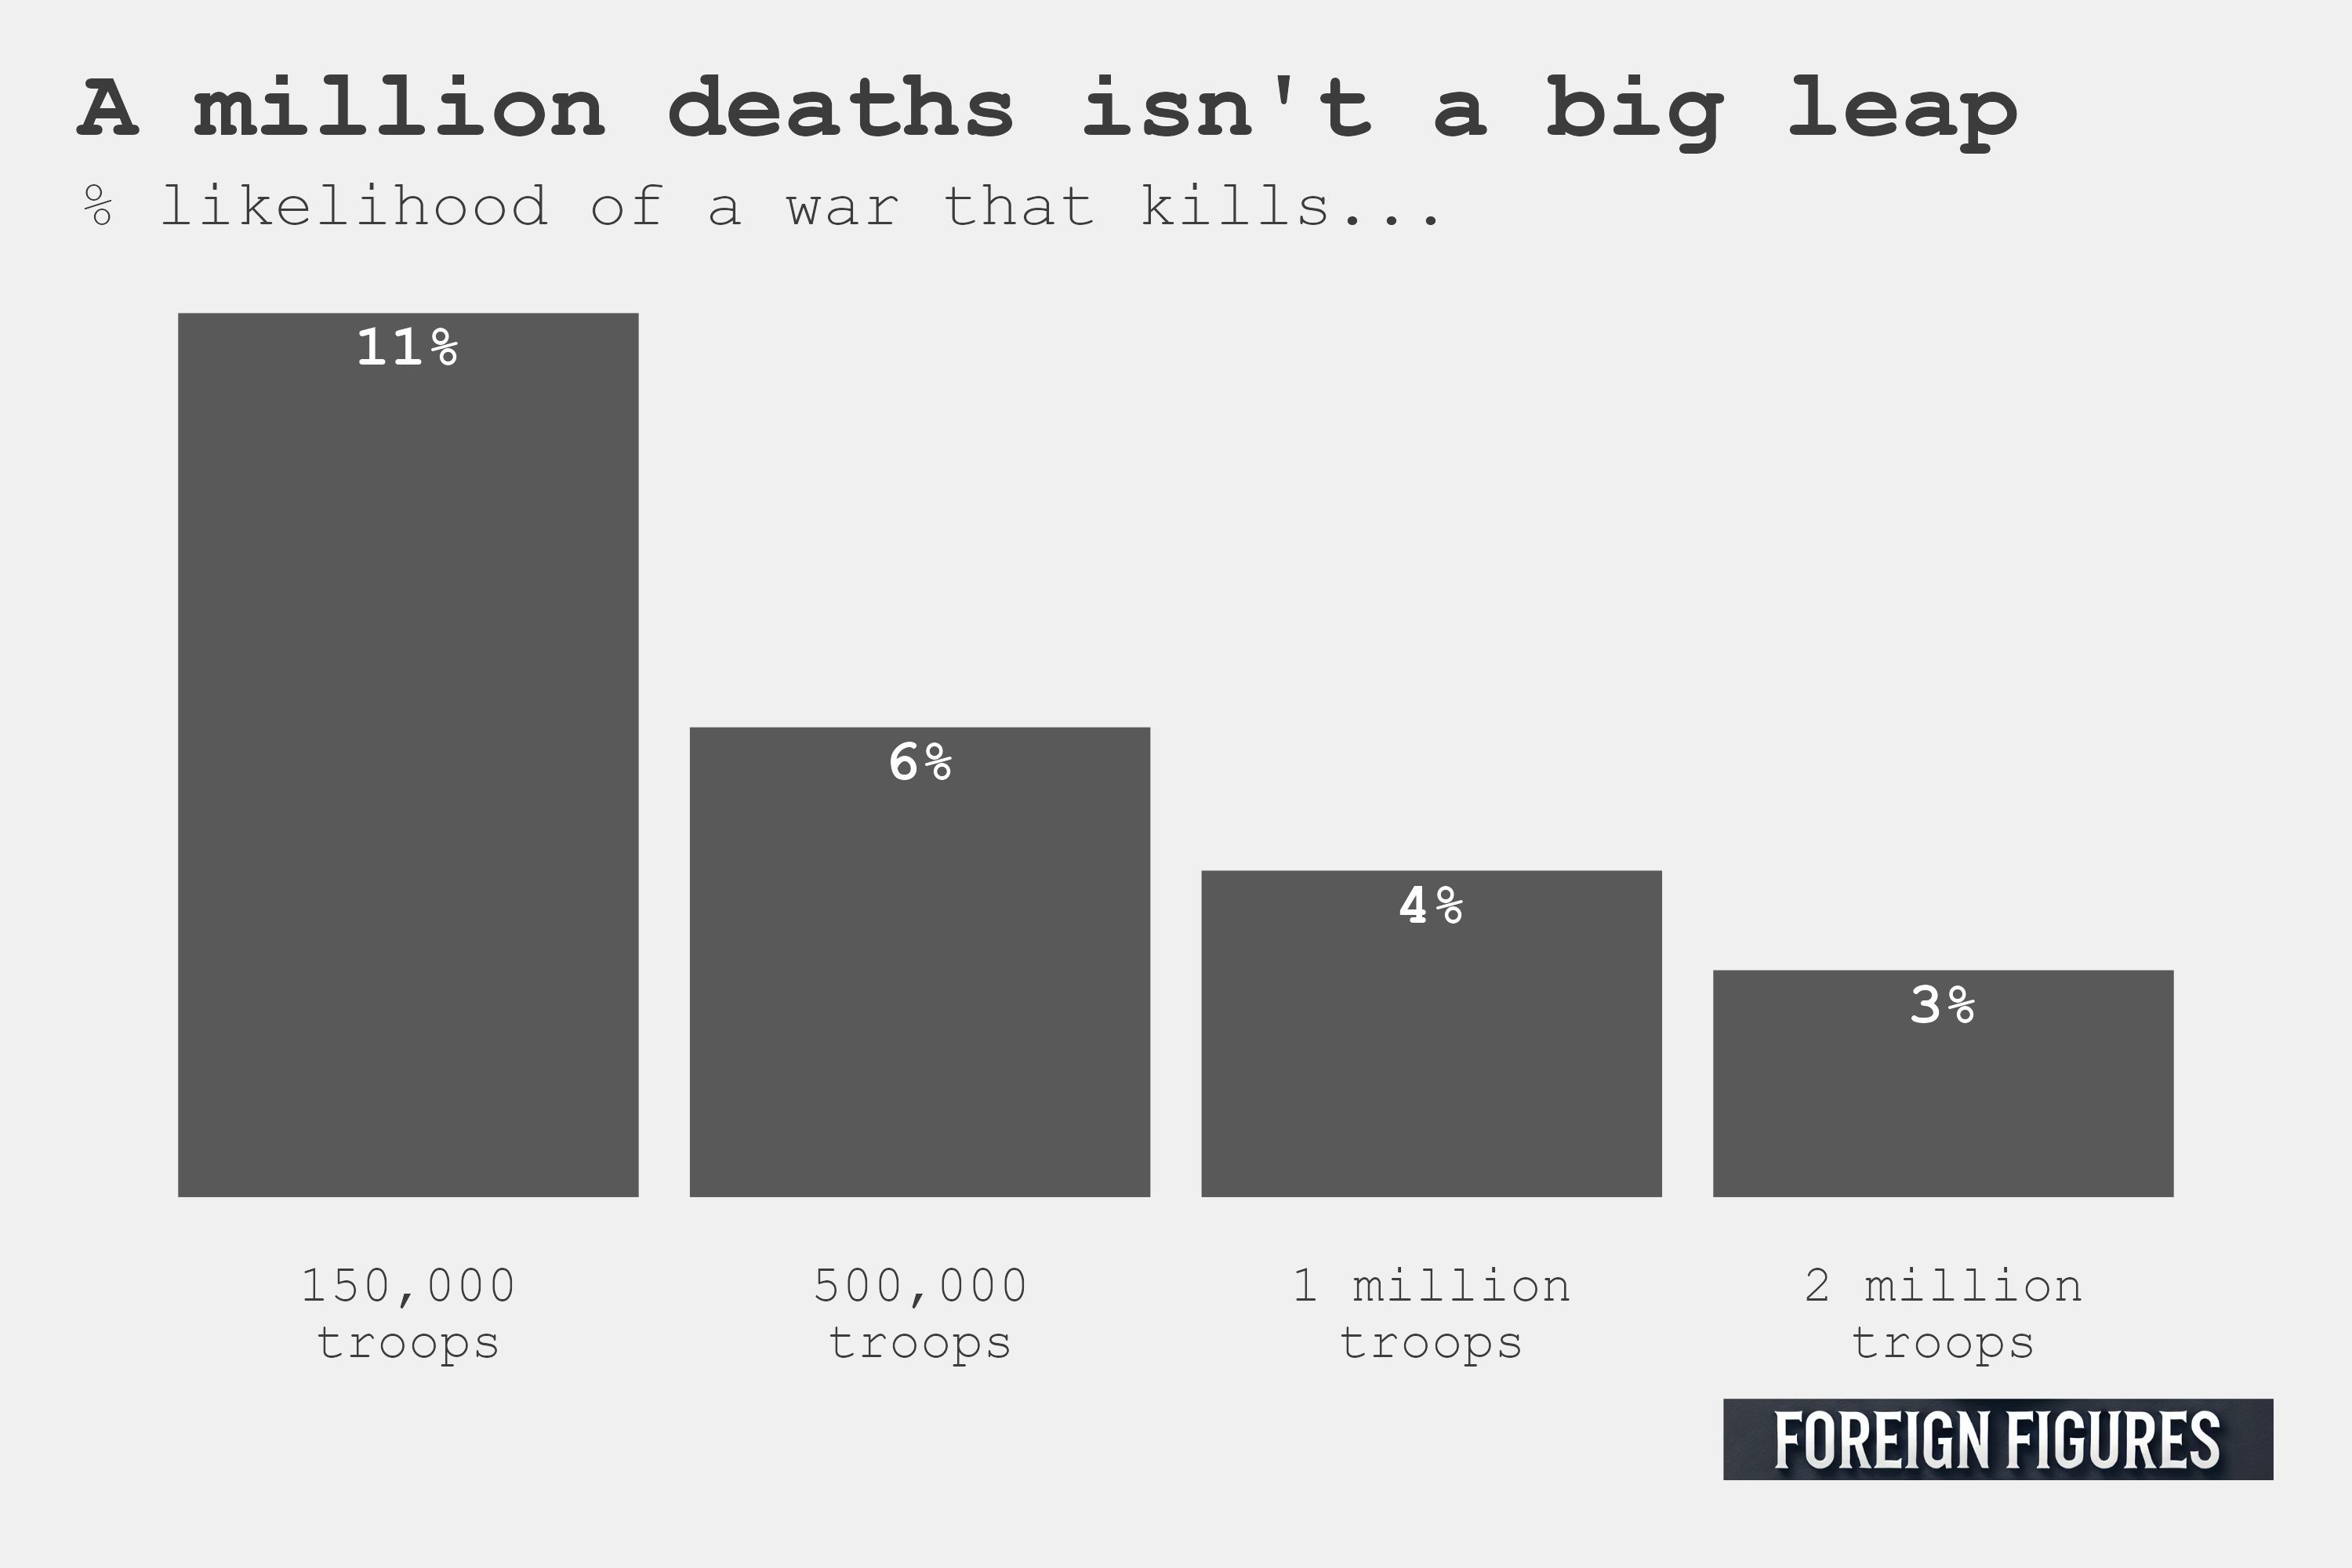 A million deaths isn't a big leap
% likelihood of a war that kills...
11%
6%
4%
3%
150,000
troops
500,000
troops
1 million
troops
2 million
troops
FOREIGN FIGURES